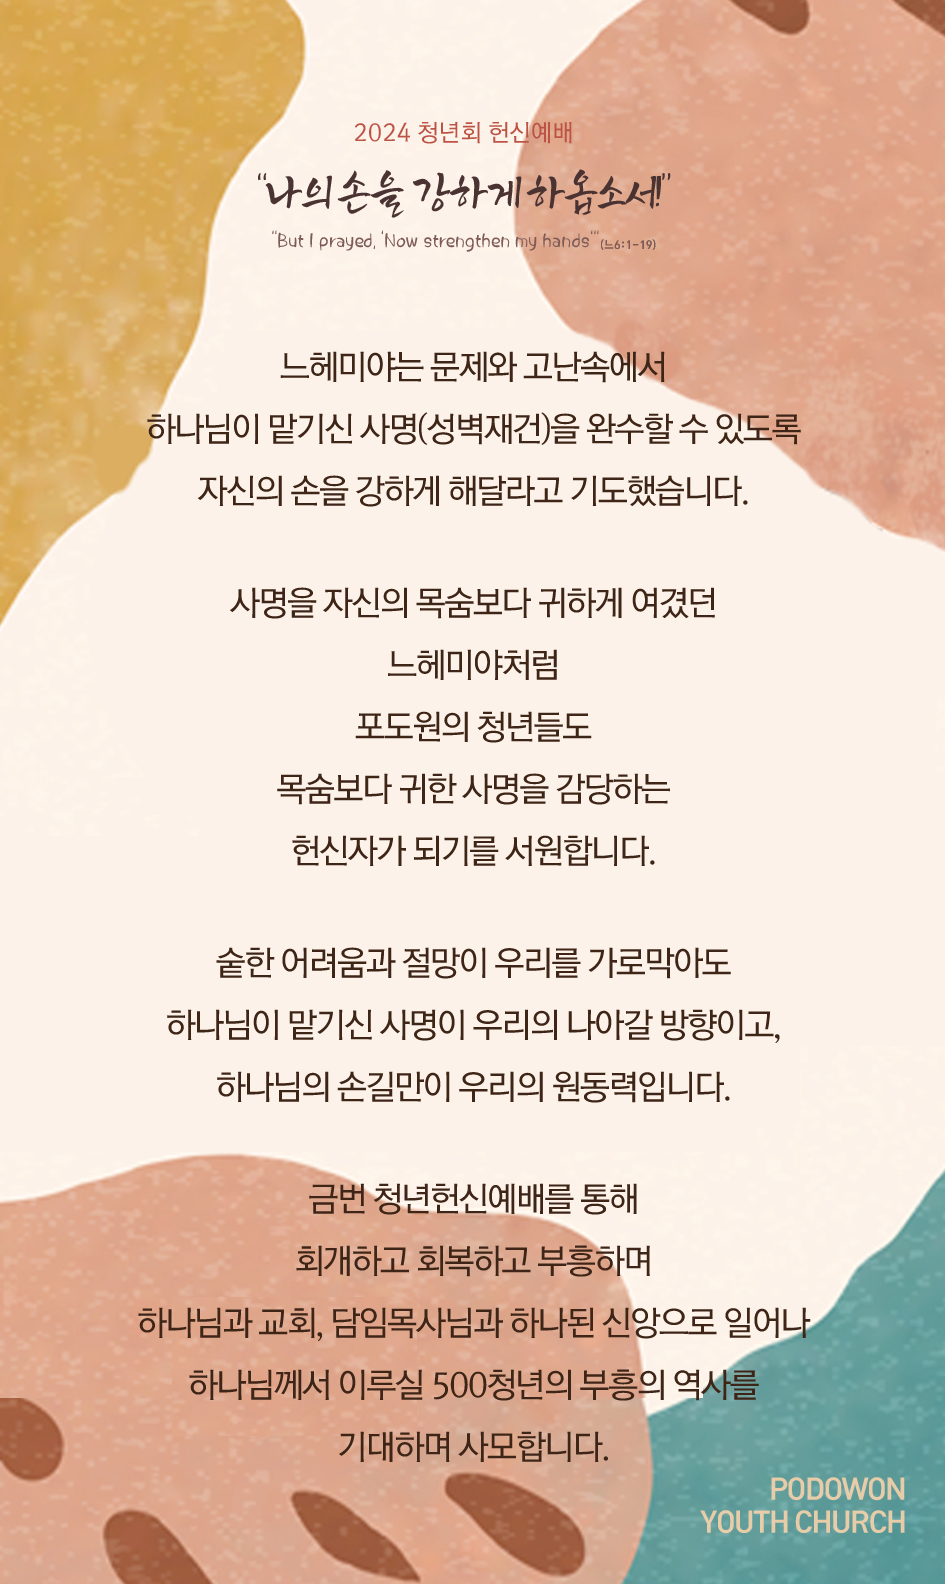 2024 청년회 헌신예배
“나의 손을 강하게 하옵소서!”
“But I prayed, ‘Now strengthen my hands’” (느6:1-19)
느헤미야는 문제와 고난속에서
하나님이 맡기신 사명(성벽재건)을 완수할 수 있도록
자신의 손을 강하게 해달라고 기도했습니다.
사명을 자신의 목숨보다 귀하게 여겼던
느헤미야처럼
포도원의 청년들도
목숨보다 귀한 사명을 감당하는
헌신자가 되기를 서원합니다.
숱한 어려움과 절망이 우리를 가로막아도
하나님이 맡기신 사명이 우리의 나아갈 방향이고,
하나님의 손길만이 우리의 원동력입니다.
금번 청년헌신예배를 통해
회개하고 회복하고 부흥하며
하나님과 교회, 담임목사님과 하나된 신앙으로 일어나
하나님께서 이루실 500청년의 부흥의 역사를
기대하며 사모합니다.
PODOWON
YOUTH CHURCH